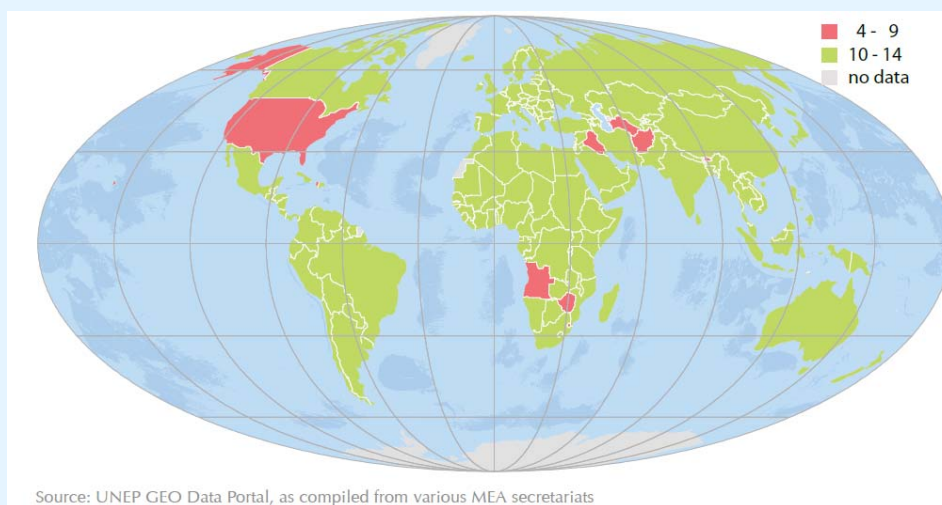 4 - 9
10 - 14
no data
Source: UNEP GEO Data Portal, as compiled from various MEA secretariats